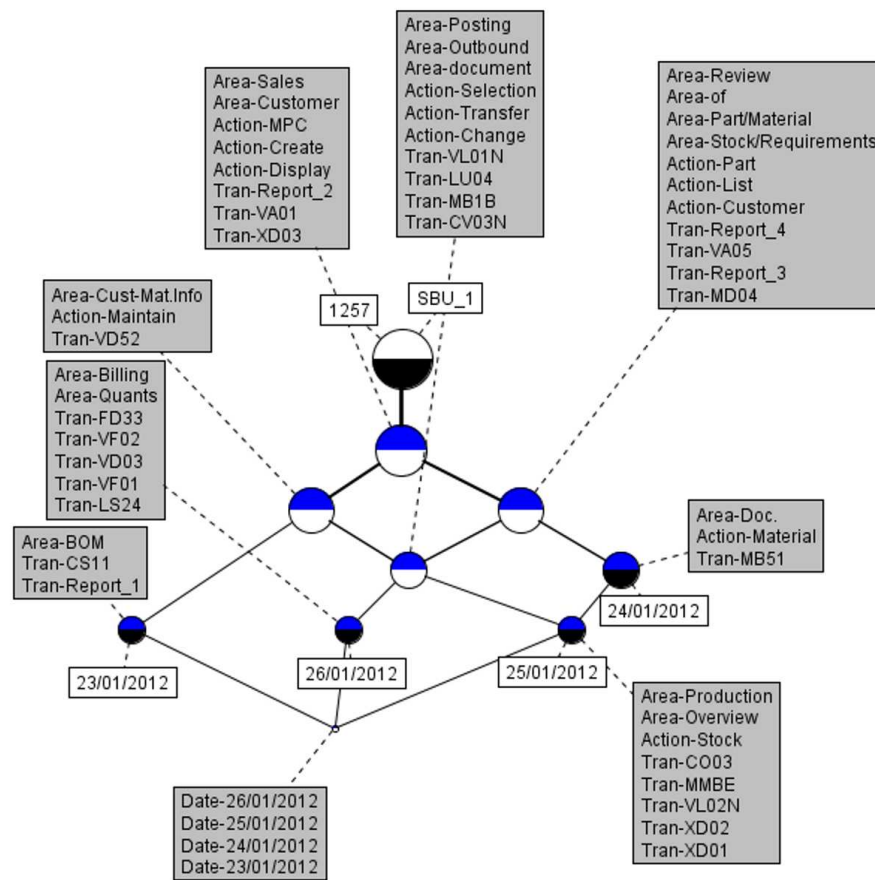 Area-Posting
Area-Outbound
Area-document
Action-Selection
Action-Transfer
Action-Change
Tran-VL01N
Tran-LU04
Tran-MB1B
Tran-CV03N
Area-Sales
Area-Customer
Action-MPC
Action-Create
Action-Display
Tran-Report_2
Tran-VA01
Tran-XD03
Area-Review
Area-of
Area-Part/Material
Area-Stock/Requirements
Action-Part
Action-List
Action-Customer
Tran-Report_4
Tran-VA05
Tran-Report_3
Tran-MD04
1257
SBU_1
Area-Cust-Mat.Info
Action-Maintain
Tran-VD52
Area-Billing
Area-Quants
Tran-FD33
Tran-VF02
Tran-VD03
Tran-VF01
Tran-LS24
Area-BOM
Tran-CS11
Tran-Report_1
Area-Doc.
Action-Material
Tran-MB51
24/01/2012
23/01/2012
26/01/2012
25/01/2012
Area-Production
Area-Overview
Action-Stock
Tran-CO03
Tran-MMBE
Tran-VL02N
Tran-XD02
Tran-XD01
Date-26/01/2012
Date-25/01/2012
Date-24/01/2012
Date-23/01/2012